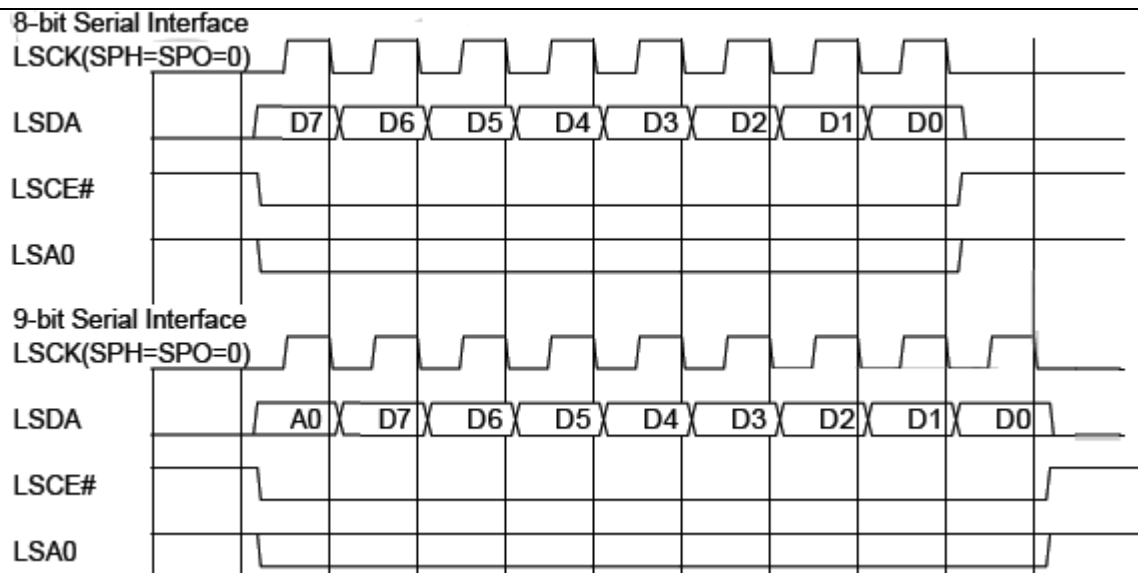 8-bit Serial Interface
LSCK(SPH=SPO=0)
LSDA D7 D6 D5 D4 D3 D2 D1 D0
LSCE#
LSA0
9-bit Serial Interface
LSCK(SPH=SPO=0)
LSDA A0 D7 D6 D5 D4 D3 D2 D1 D0
LSCE#
LSA0